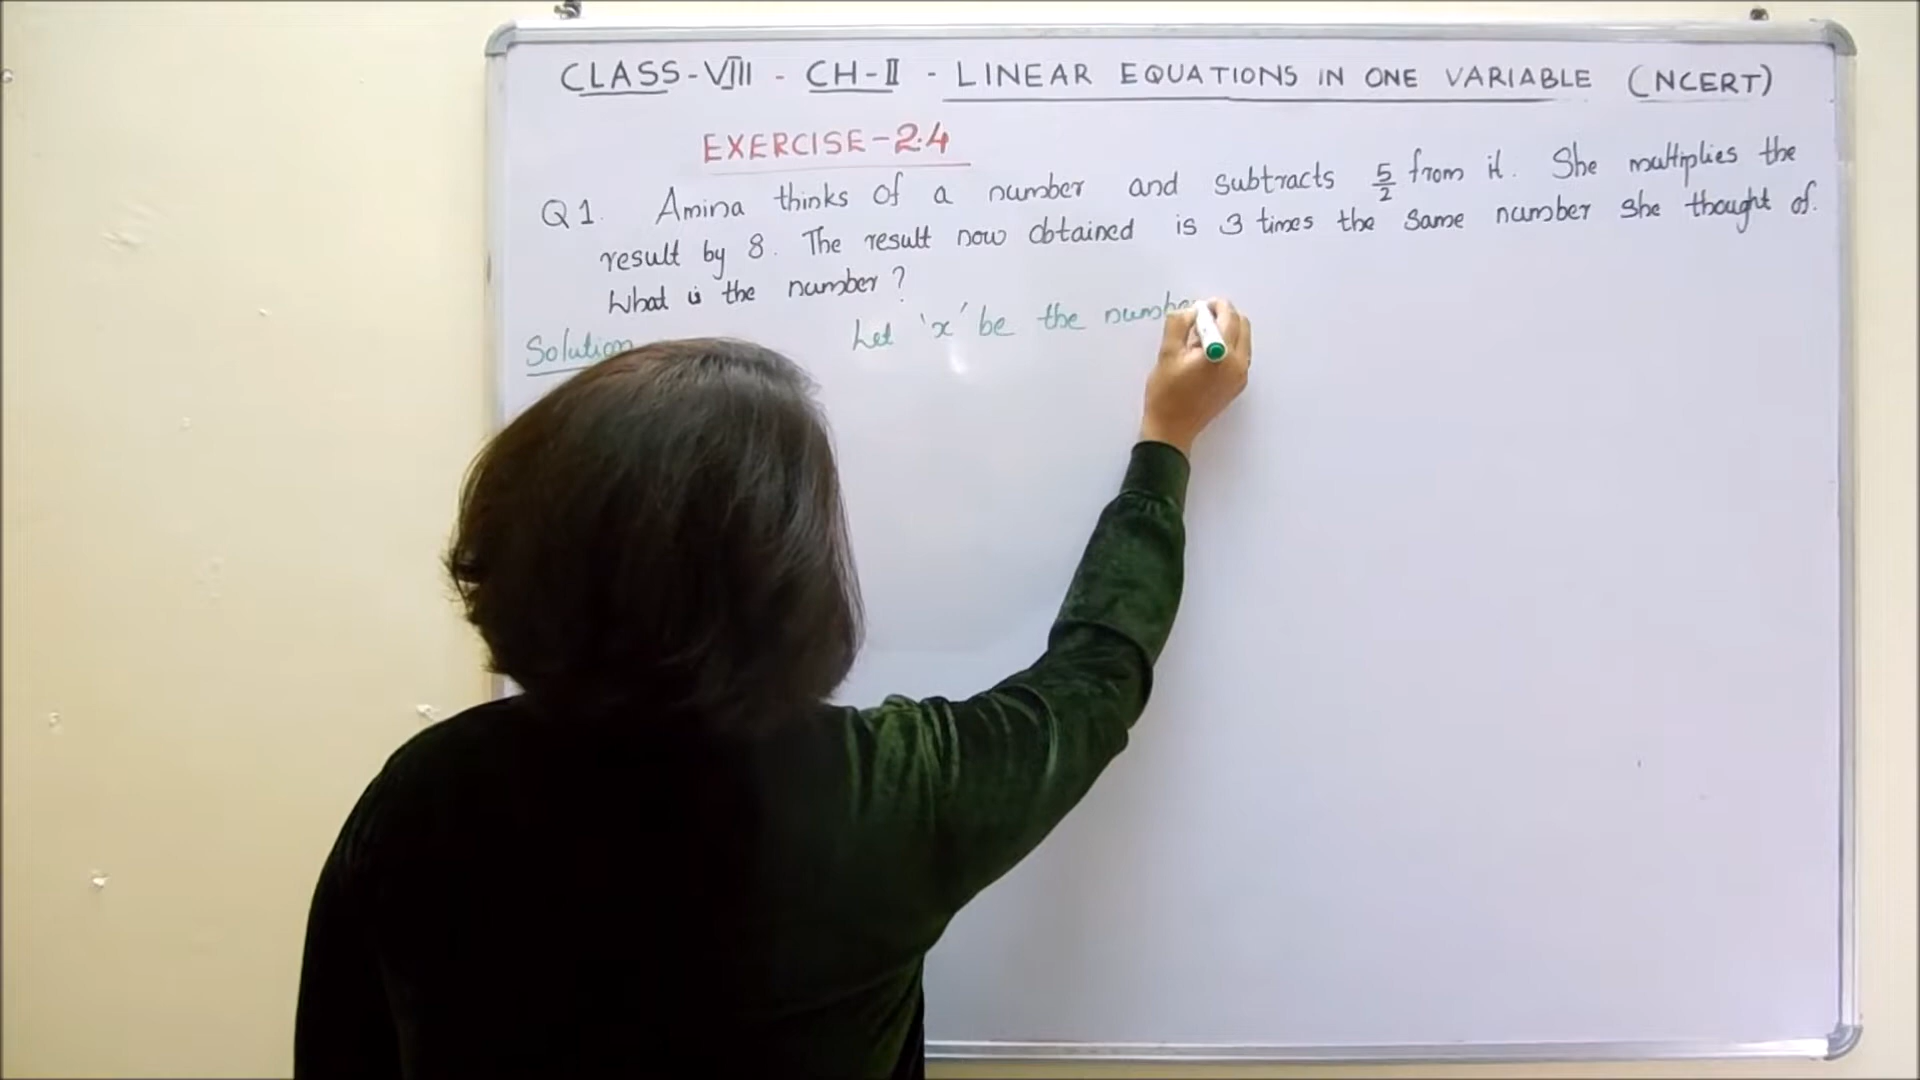 CLASS-VIII - CH-II - LINEAR EQUATIONS IN ONE VARIABLE (NCERT)
EXERCISE-2.4
Q1. Amina thinks of a number and subtracts 5/2 from it. She multiplies the
result by 8. The result now obtained is 3 times the same number she thought of.
What is the number?
Solution
Let 'x' be the number